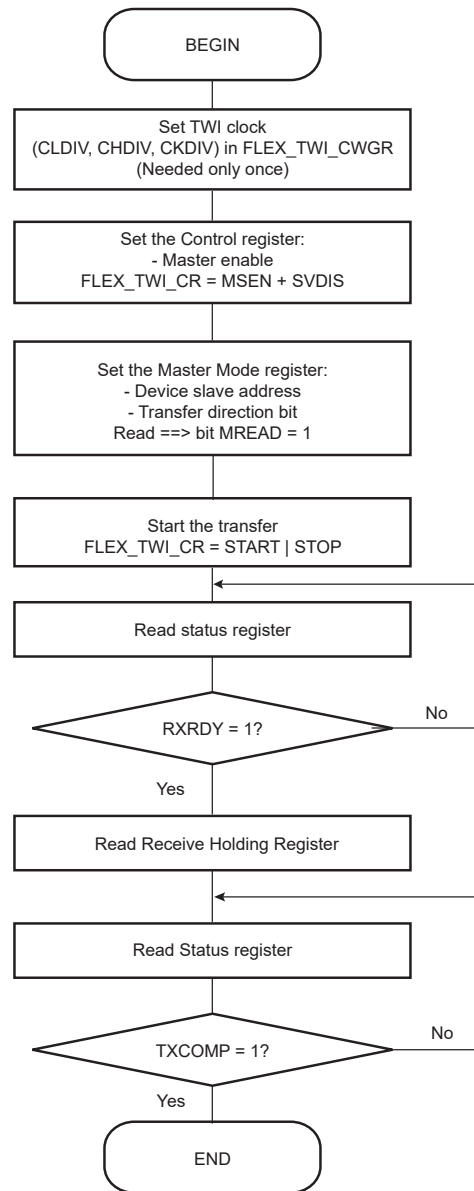 BEGIN
Set TWI clock
(CLDIV, CHDIV, CKDIV) in FLEX_TWI_CWGR
(Needed only once)
Set the Control register:
- Master enable
FLEX_TWI_CR = MSEN + SVDIS
Set the Master Mode register:
- Device slave address
- Transfer direction bit
Read ==> bit MREAD = 1
Start the transfer
FLEX_TWI_CR = START | STOP
Read status register
RXRDY = 1?
No
Yes
Read Receive Holding Register
Read Status register
TXCOMP = 1?
No
Yes
END